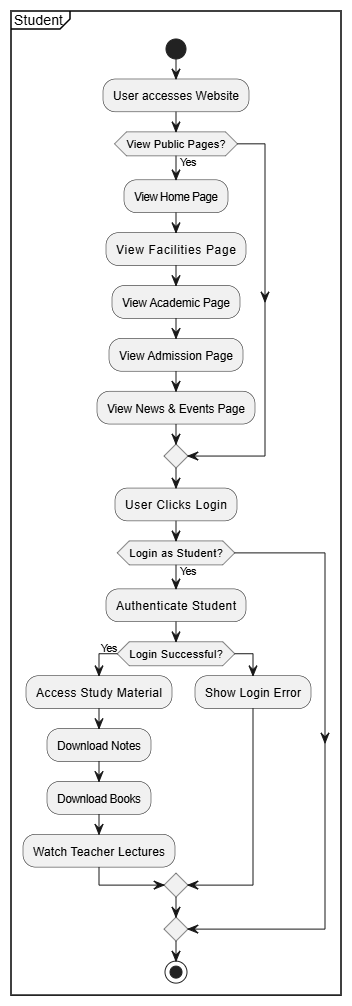 Student
User accesses Website
View Public Pages?
Yes
View Home Page
View Facilities Page
View Academic Page
View Admission Page
View News & Events Page
User Clicks Login
Login as Student?
Yes
Authenticate Student
Login Successful?
Yes
Access Study Material
Show Login Error
Download Notes
Download Books
Watch Teacher Lectures